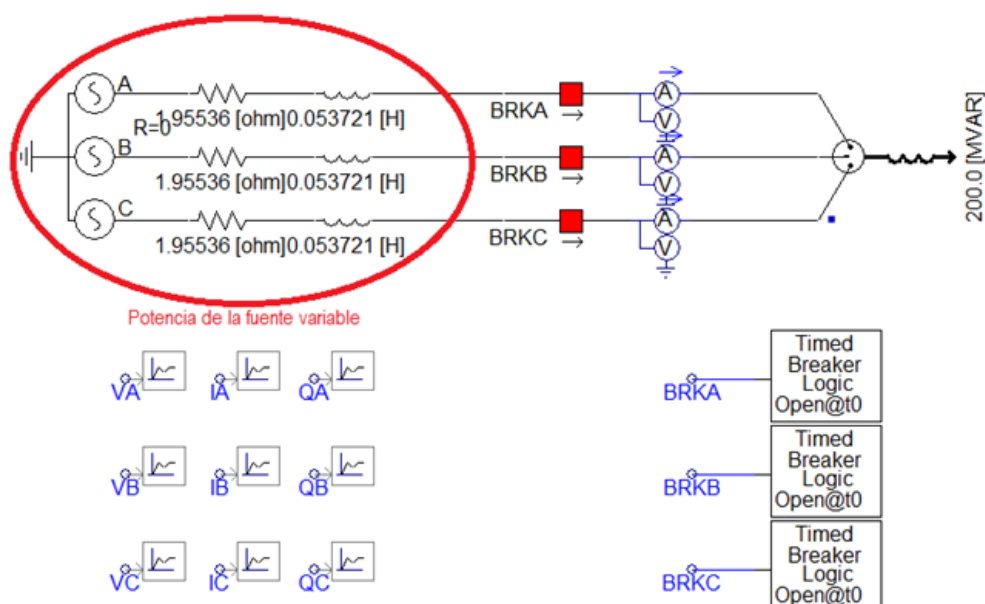 A
1.95536 [ohm]0.053721 [H]
R=0
BRKA
A
V
B
1.95536 [ohm]0.053721 [H]
BRKB
A
V
C
1.95536 [ohm]0.053721 [H]
BRKC
A
V
200.0 [MVAR]
Potencia de la fuente variable
VA IA QA
BRKA
Timed
Breaker
Logic
Open@t0
VB IB QB
BRKB
Timed
Breaker
Logic
Open@t0
VC IC QC
BRKC
Timed
Breaker
Logic
Open@t0